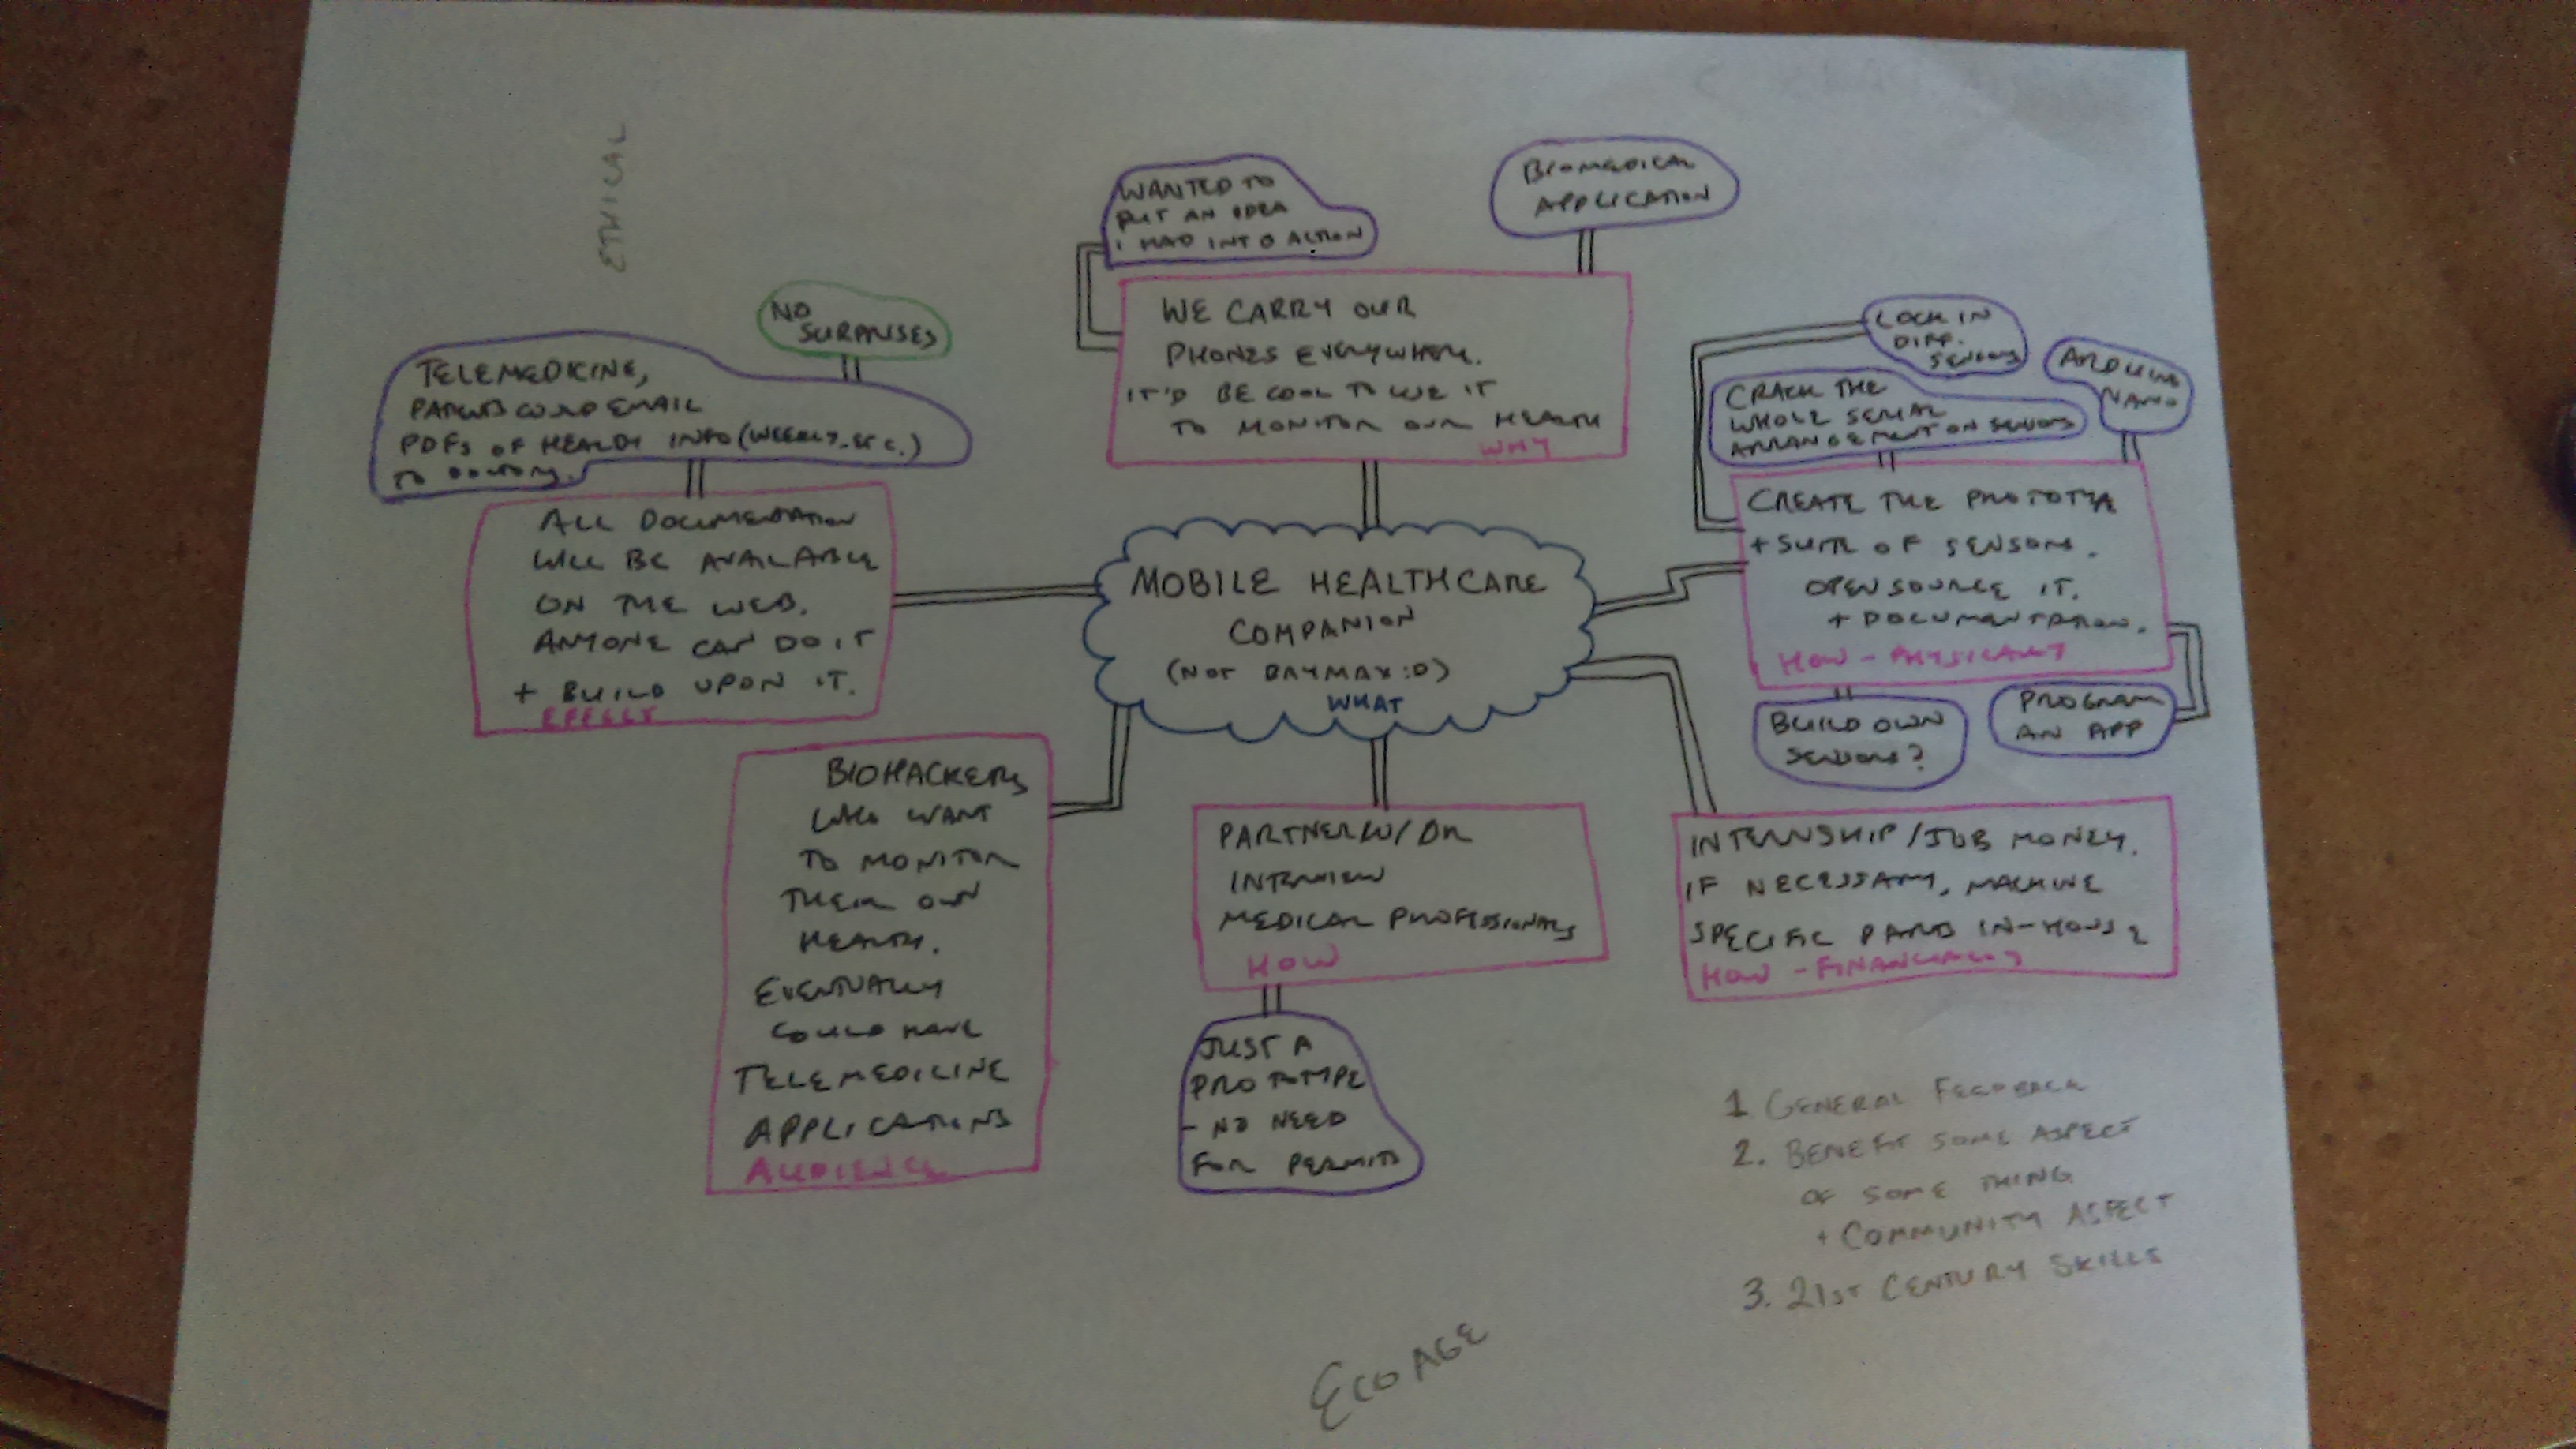 ETHICAL
WANTED TO
PUT AN IDEA
I HAD INTO ACTION
BIOMEDICAL
APPLICATION
WE CARRY OUR
PHONES EVERYWHERE.
IT'D BE COOL TO USE IT
TO MONITOR OUR HEALTH
WHY
NO
SURPRISES
TELEMEDICINE,
PATIENTS COULD EMAIL
PDFS OF HEALTH INFO (WEEKLY, ETC.)
TO DOCTORS.
ALL DOCUMENTATION
WILL BE AVAILABLE
ON THE WEB.
ANYONE CAN DO IT
+ BUILD UPON IT.
EFFECT
LOCK IN
DIFF.
SENSORS
ARDUINO
NANO
CRACK THE
WHOLE SERIAL
ARRANGEMENT ON SENSORS
CREATE THE PROTOTYPE
+ SUITE OF SENSORS.
OPEN SOURCE IT.
+ DOCUMENTATION.
HOW - PHYSICALLY
BUILD OWN
SENSORS?
PROGRAM
AN APP
MOBILE HEALTHCARE
COMPANION
(NOT BAYMAX :D)
WHAT
BIOHACKERS
WHO WANT
TO MONITOR
THEIR OWN
HEALTH.
EVENTUALLY
COULD HAVE
TELEMEDICINE
APPLICATIONS
AUDIENCE
PARTNER W/ OR
INTERVIEW
MEDICAL PROFESSIONALS
HOW
JUST A
PROTOTYPE
- NO NEED
FOR PERMITS
INTERNSHIP/JOB MONEY.
IF NECESSARY, MACHINE
SPECIFIC PARTS IN-HOUSE
HOW - FINANCIALLY
1 GENERAL FEEDBACK
2. BENEFIT SOME ASPECT
OF SOME THING
+ COMMUNITY ASPECT
3. 21ST CENTURY SKILLS
ECO AGE